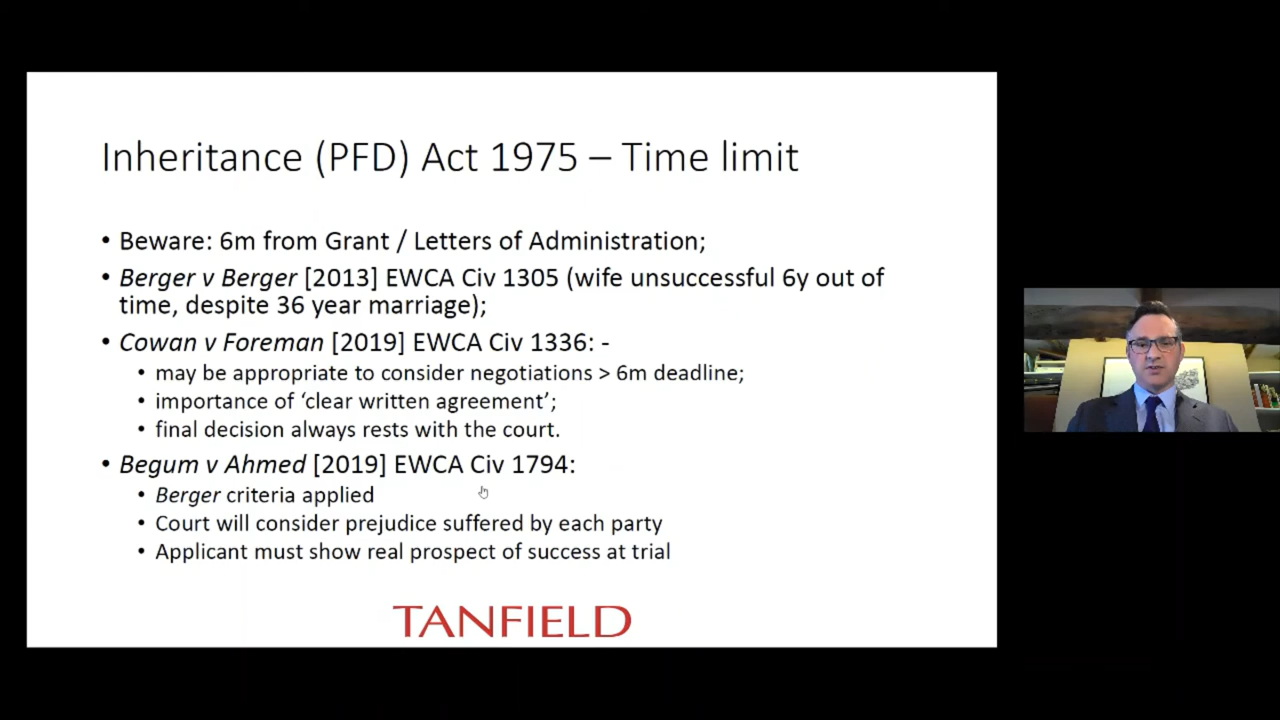 Inheritance (PFD) Act 1975 – Time limit
• Beware: 6m from Grant / Letters of Administration;
• Berger v Berger [2013] EWCA Civ 1305 (wife unsuccessful 6y out of
time, despite 36 year marriage);
• Cowan v Foreman [2019] EWCA Civ 1336: -
• may be appropriate to consider negotiations > 6m deadline;
• importance of ‘clear written agreement’;
• final decision always rests with the court.
• Begum v Ahmed [2019] EWCA Civ 1794:
• Berger criteria applied
• Court will consider prejudice suffered by each party
• Applicant must show real prospect of success at trial
TANFIELD